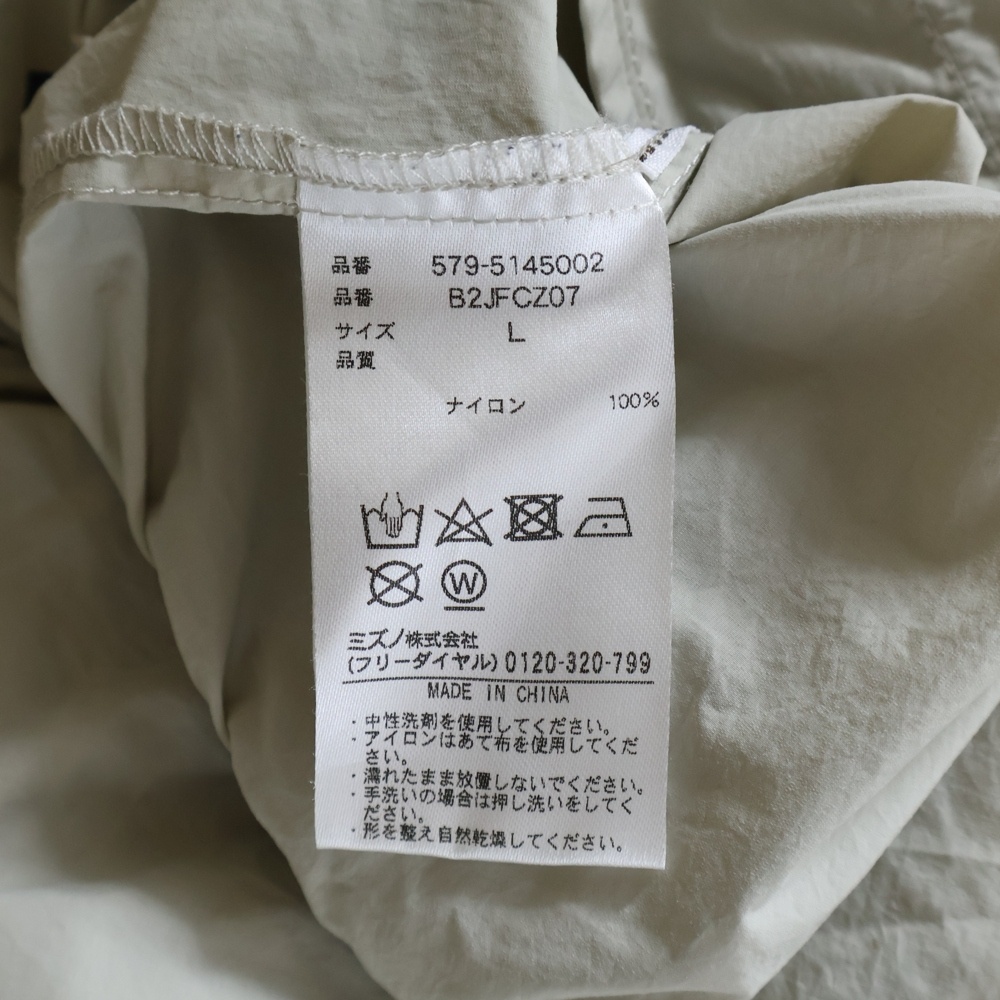 品番 579-5145002
品番 B2JFCZ07
サイズ L
品質
ナイロン 100%
W
ミズノ株式会社
(フリーダイヤル) 0120-320-799
MADE IN CHINA
・中性洗剤を使用してください。
・アイロンはあて布を使用してくだ
さい。
・濡れたまま放置しないでください。
・手洗いの場合は押し洗いをしてく
ださい。
・形を整え自然乾燥してください。